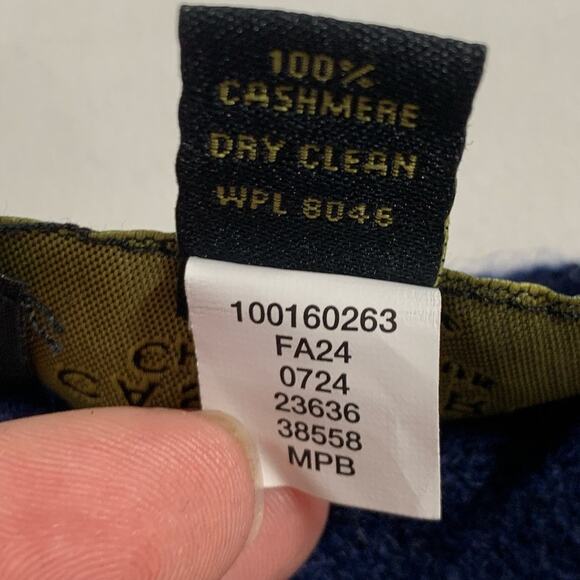 100%
CASHMERE
DRY CLEAN
WPL 8046
100160263
FA24
0724
23636
38558
MPB